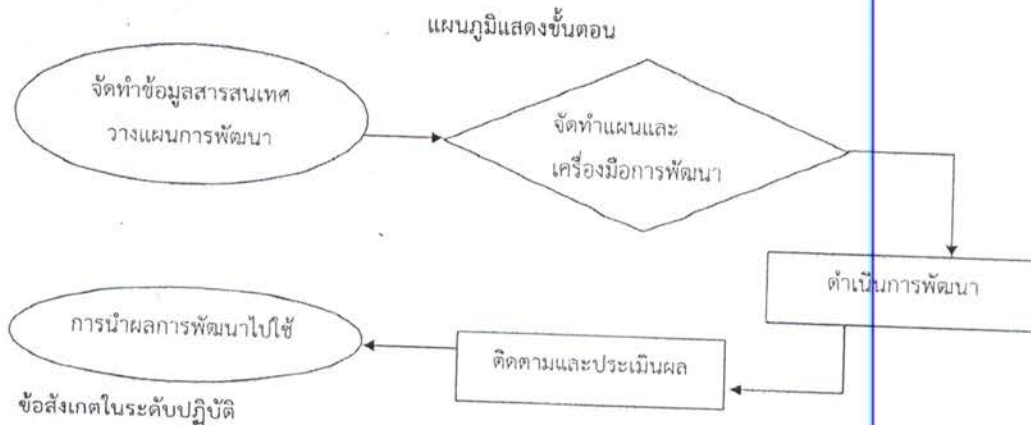 แผนภูมิแสดงขั้นตอน
จัดทำข้อมูลสารสนเทศ
วางแผนการพัฒนา
จัดทำแผนและ
เครื่องมือการพัฒนา
ดำเนินการพัฒนา
ติดตามและประเมินผล
การนำผลการพัฒนาไปใช้
ข้อสังเกตในระดับปฏิบัติ